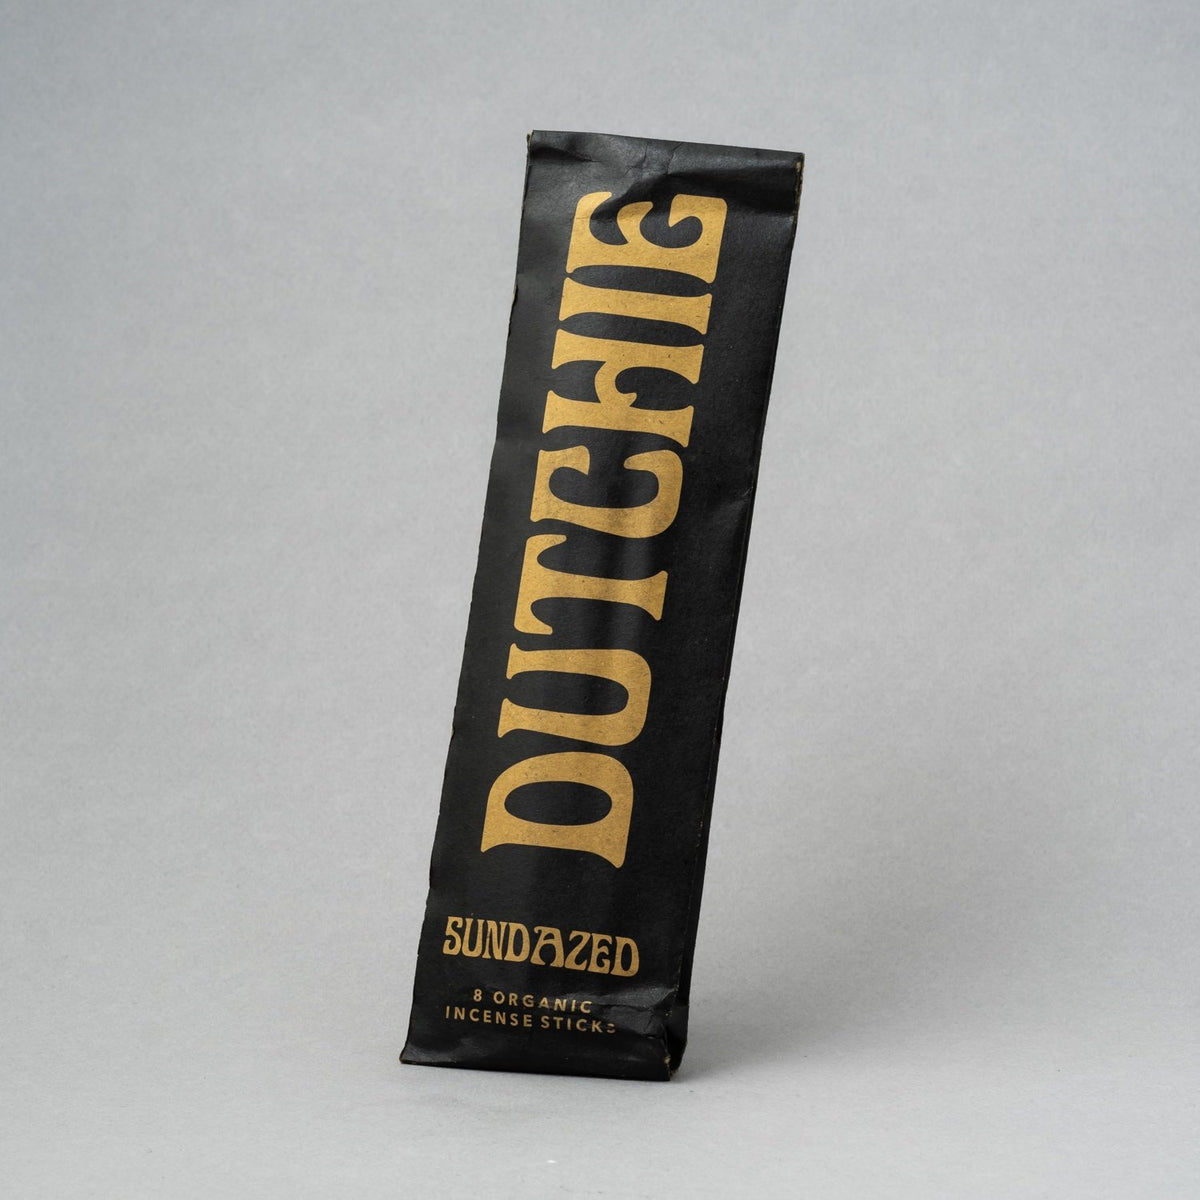 DUTCHIE
SUNDAZED
8 ORGANIC
INCENSE STICKS